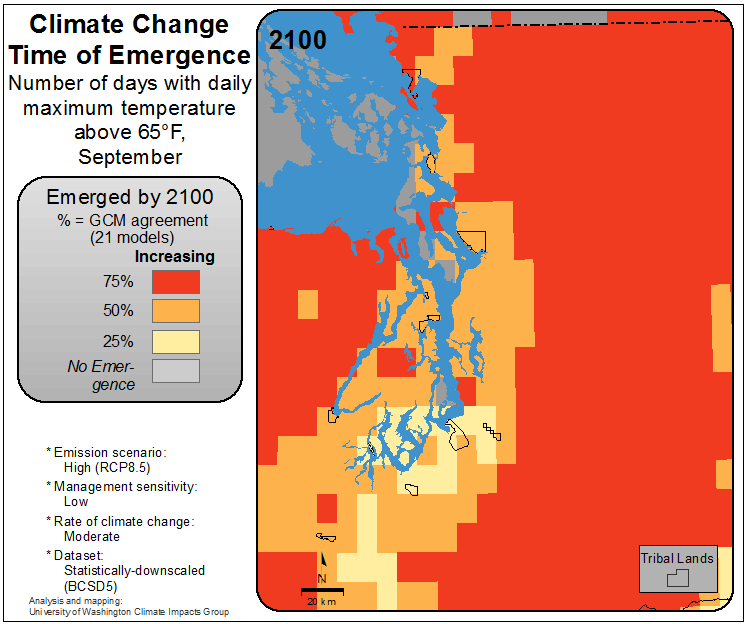 Climate Change
Time of Emergence
Number of days with daily
maximum temperature
above 65°F,
September
Emerged by 2100
% = GCM agreement
(21 models)
Increasing
75%
50%
25%
No Emer-
gence
* Emission scenario:
High (RCP8.5)
* Management sensitivity:
Low
* Rate of climate change:
Moderate
* Dataset:
Statistically-downscaled
(BCSD5)
Analysis and mapping:
University of Washington Climate Impacts Group
2100
N
20 km
Tribal Lands